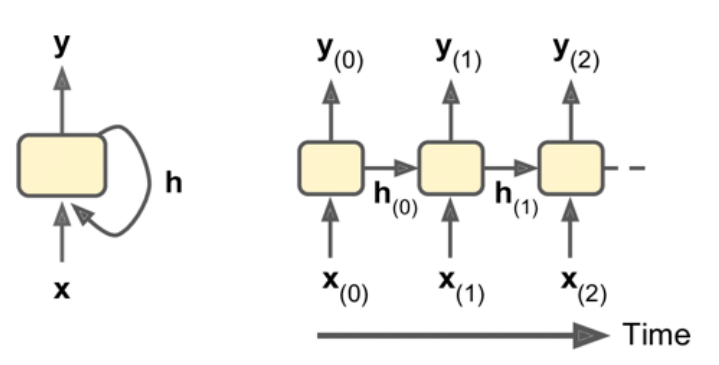 y
h
x
y(0) y(1) y(2)
h(0) h(1)
x(0) x(1) x(2)
Time